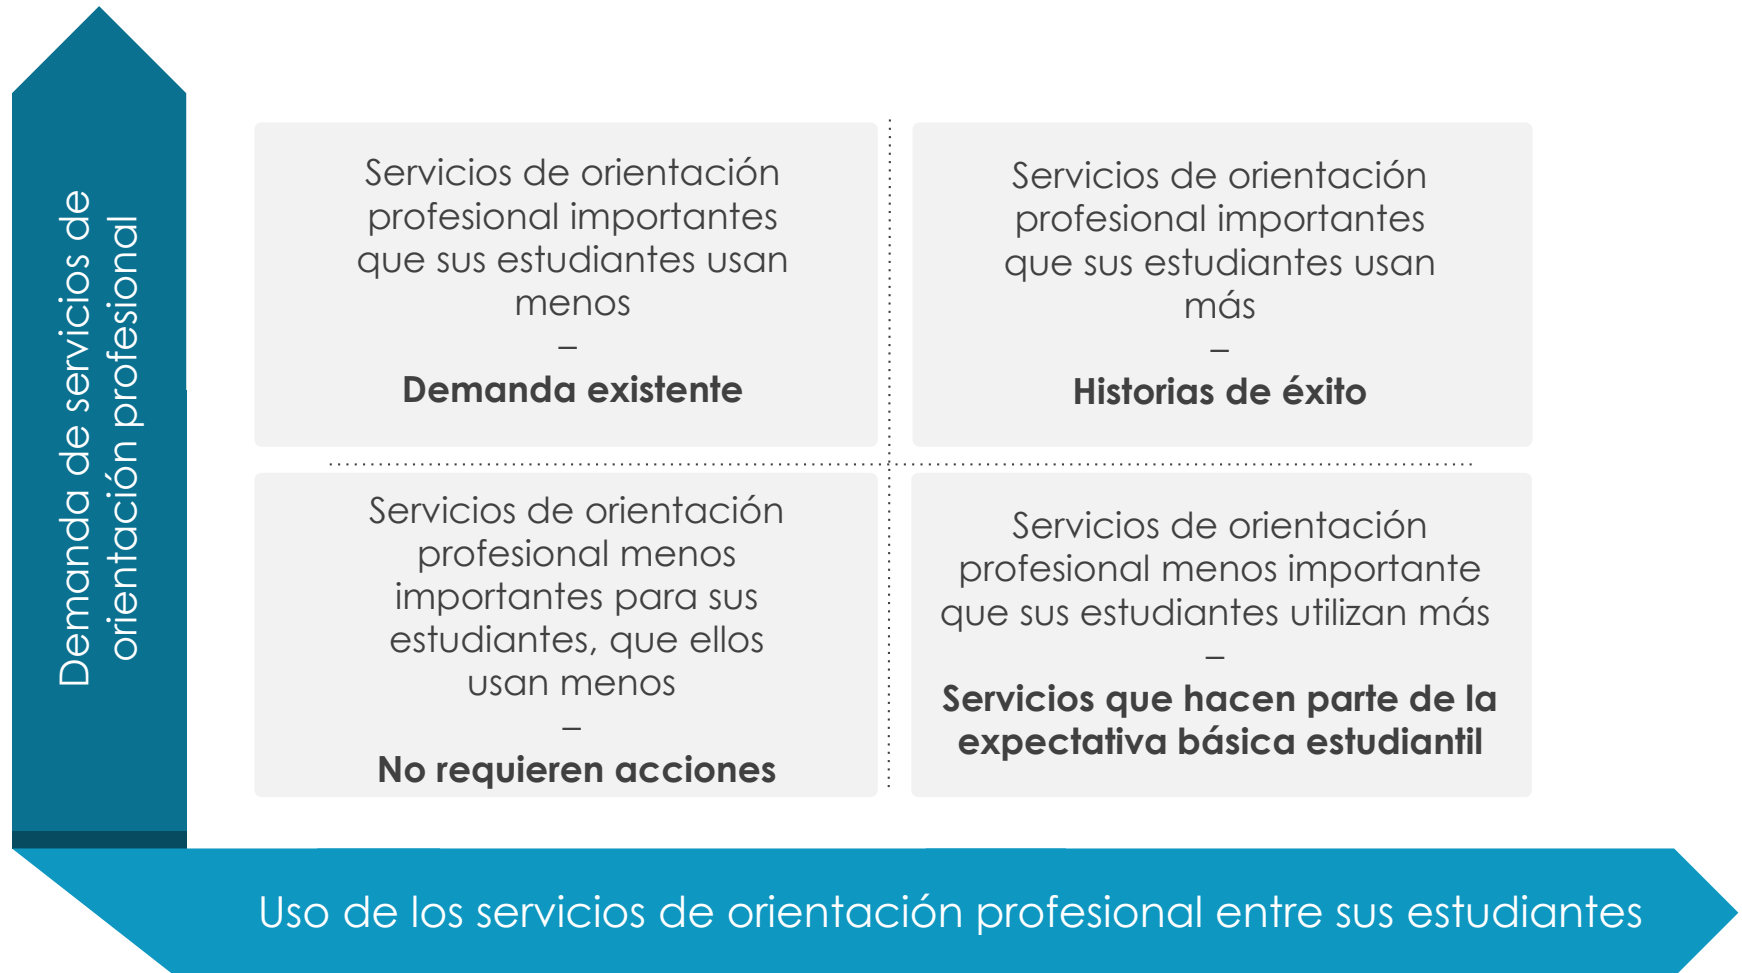 Demanda de servicios de
orientación profesional
Servicios de orientación
profesional importantes
que sus estudiantes usan
menos
–
Demanda existente
Servicios de orientación
profesional importantes
que sus estudiantes usan
más
–
Historias de éxito
Servicios de orientación
profesional menos
importantes para sus
estudiantes, que ellos
usan menos
–
No requieren acciones
Servicios de orientación
profesional menos importante
que sus estudiantes utilizan más
–
Servicios que hacen parte de la
expectativa básica estudiantil
Uso de los servicios de orientación profesional entre sus estudiantes